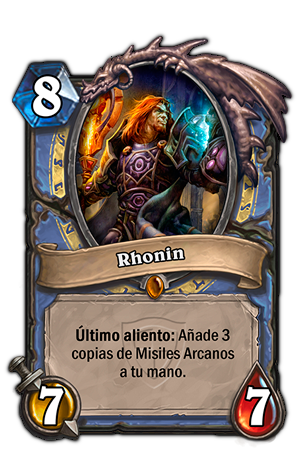 8
Rhonin
Último aliento: Añade 3
copias de Misiles Arcanos
a tu mano.
7
7